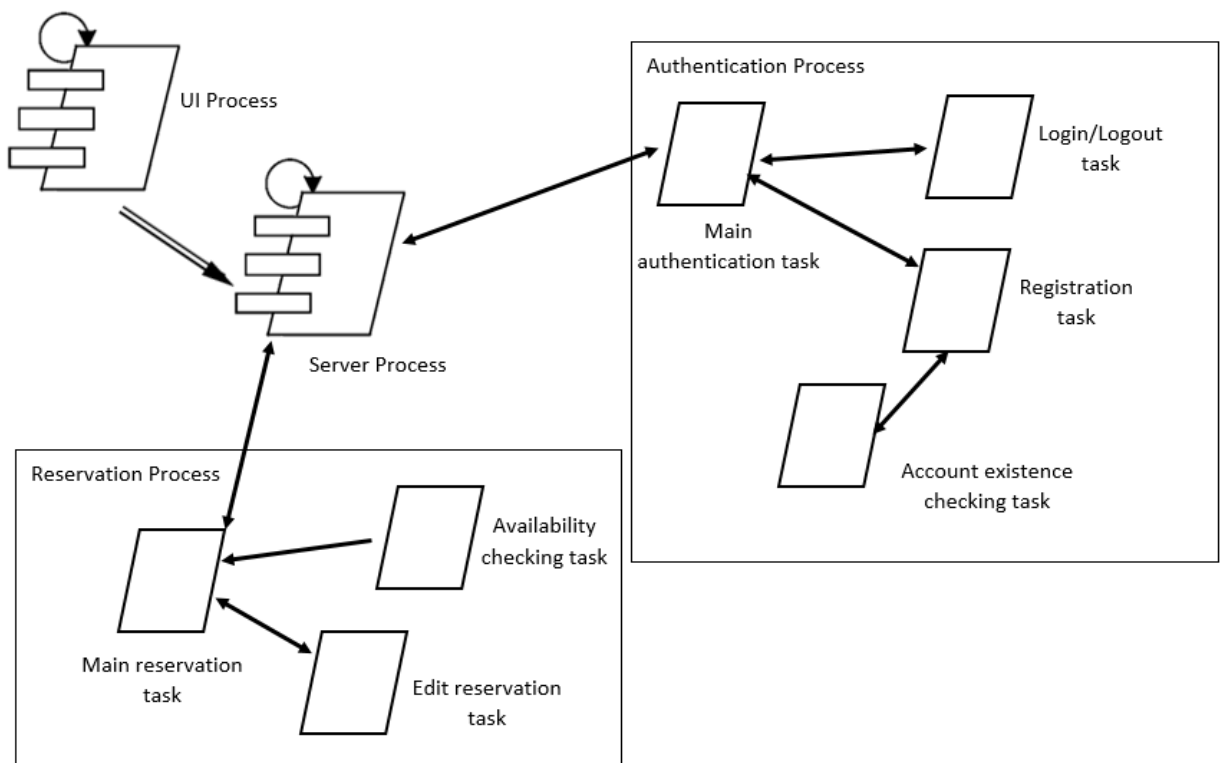 UI Process
Server Process
Authentication Process
Main
authentication task
Login/Logout
task
Registration
task
Account existence
checking task
Reservation Process
Availability
checking task
Main reservation
task
Edit reservation
task